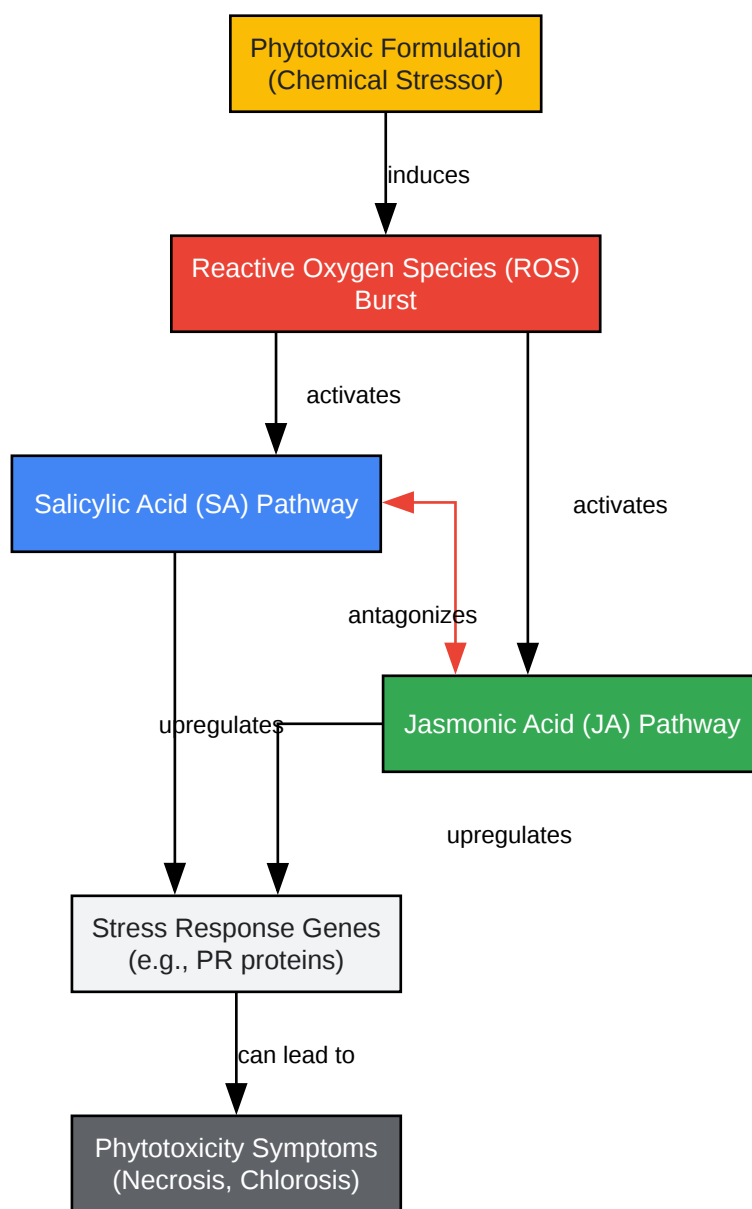 Phytotoxic Formulation
(Chemical Stressor)
induces
Reactive Oxygen Species (ROS)
Burst
activates
Salicylic Acid (SA) Pathway
activates
antagonizes
upregulates
Jasmonic Acid (JA) Pathway
upregulates
Stress Response Genes
(e.g., PR proteins)
can lead to
Phytotoxicity Symptoms
(Necrosis, Chlorosis)